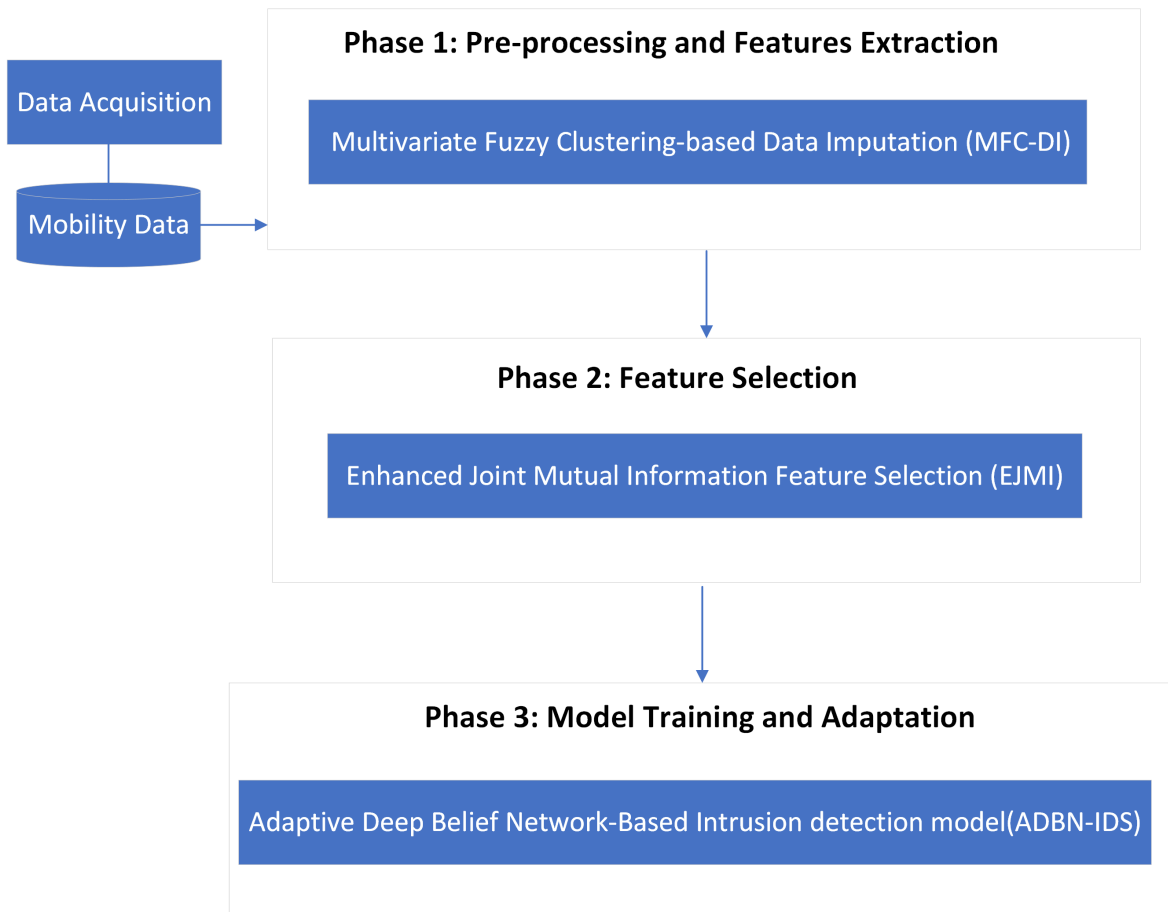 Phase 1: Pre-processing and Features Extraction
Data Acquisition
Multivariate Fuzzy Clustering-based Data Imputation (MFC-DI)
Mobility Data
Phase 2: Feature Selection
Enhanced Joint Mutual Information Feature Selection (EJMI)
Phase 3: Model Training and Adaptation
Adaptive Deep Belief Network-Based Intrusion detection model(ADBN-IDS)